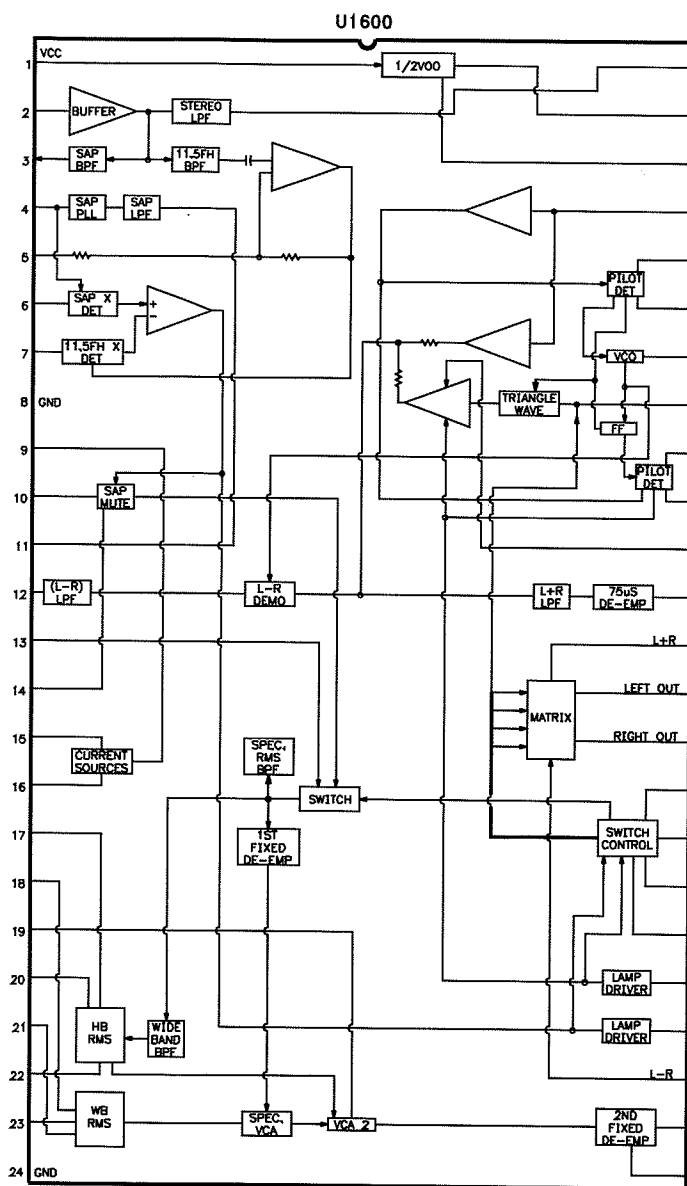 U1600
VCC
1
1/2VOO
2
BUFFER
STEREO
LPF
3
SAP
BPF
11.5FH
BPF
4
SAP
PLL
SAP
LPF
5
PILOT
DET
6
SAP X
DET
+
-
7
11.5FH X
DET
VCO
8
GND
TRIANGLE
WAVE
FF
9
PILOT
DET
10
SAP
MUTE
11
12
(L-R)
LPF
L-R
DEMO
L+R
LPF
75uS
DE-EMP
13
L+R
14
MATRIX
LEFT OUT
15
RIGHT OUT
CURRENT
SOURCES
SPEC.
RMS
BPF
16
SWITCH
17
1ST
FIXED
DE-EMP
SWITCH
CONTROL
18
19
20
LAMP
DRIVER
21
HB
RMS
WIDE
BAND
BPF
LAMP
DRIVER
22
L-R
23
WB
RMS
SPEC.
VCA
VCA 2
2ND
FIXED
DE-EMP
24
GND